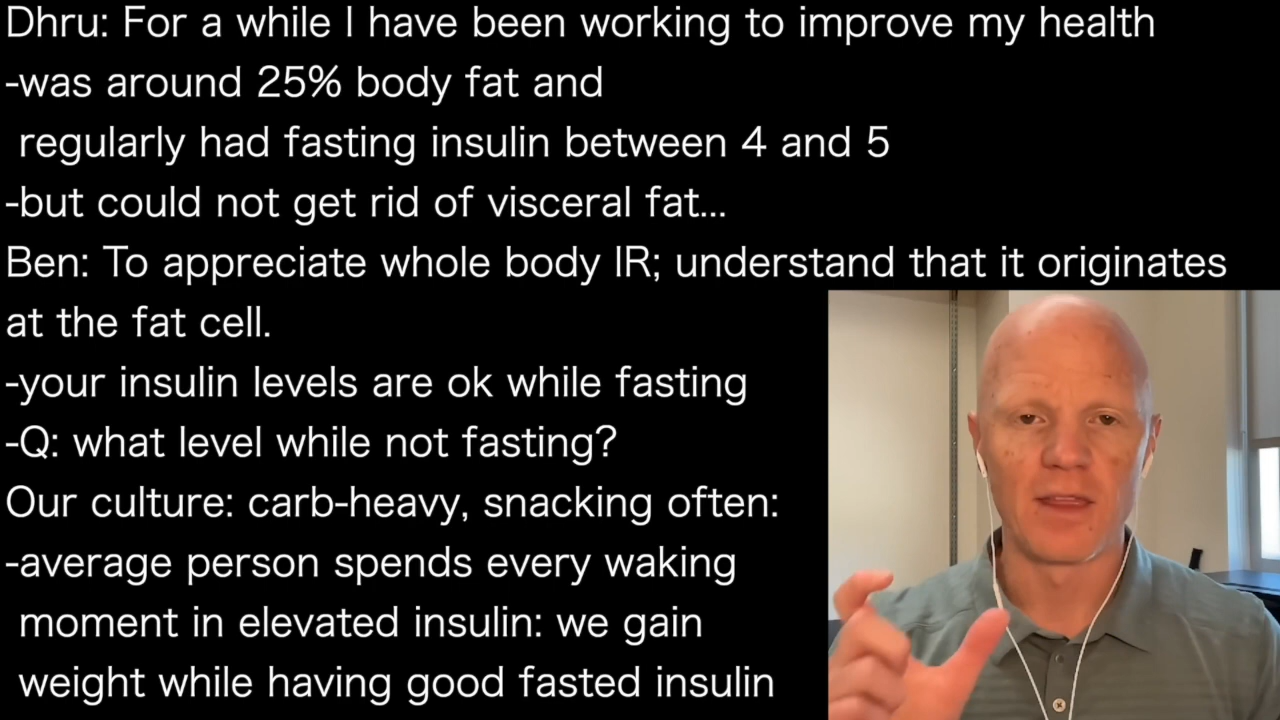 Dhru: For a while I have been working to improve my health
-was around 25% body fat and
regularly had fasting insulin between 4 and 5
-but could not get rid of visceral fat...
Ben: To appreciate whole body IR; understand that it originates
at the fat cell.
-your insulin levels are ok while fasting
-Q: what level while not fasting?
Our culture: carb-heavy, snacking often:
-average person spends every waking
moment in elevated insulin: we gain
weight while having good fasted insulin